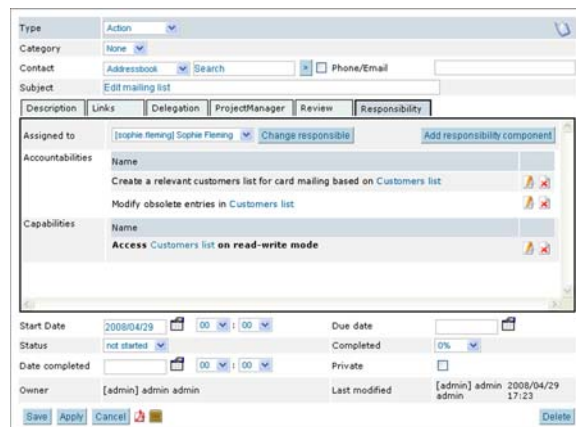 Type Action
Category None
Contact Addressbook Search Phone/Email
Subject Edit mailing list
Description Links Delegation ProjectManager Review Responsibility
Assigned to [sophie fleming] Sophie Fleming Change responsible Add responsibility component
Accountabilities Name
Create a relevant customers list for card mailing based on Customers list
Modify obsolete entries in Customers list
Capabilities Name
Access Customers list on read-write mode
Start Date 2008/04/29 00 : 00 Due date
Status not started Completed 0%
Date completed 00 : 00 Private
Owner [admin] admin admin Last modified [admin] admin admin 2008/04/29 17:23
Save Apply Cancel Delete